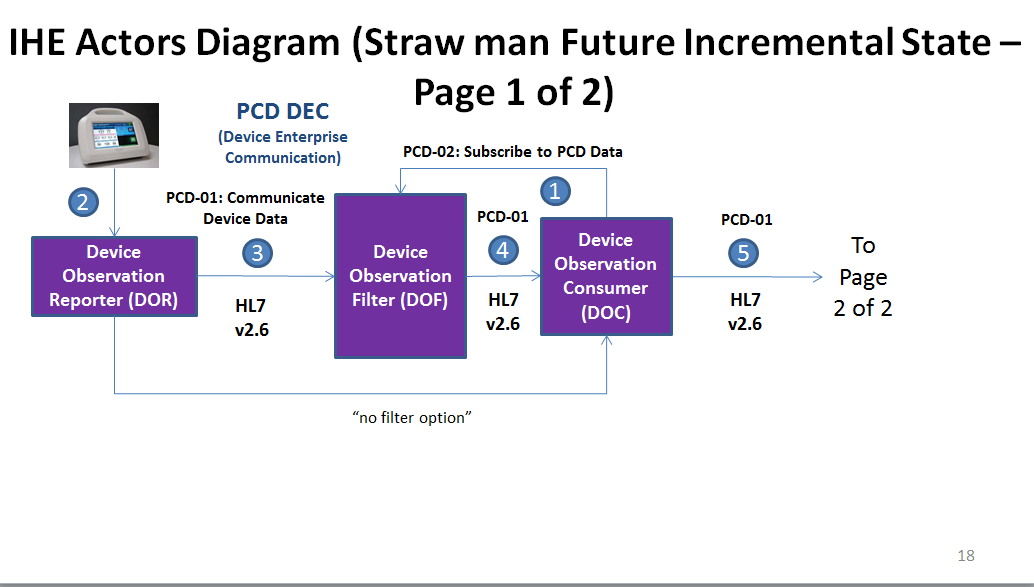 IHE Actors Diagram (Straw man Future Incremental State –
Page 1 of 2)
PCD DEC
(Device Enterprise
Communication)
PCD-02: Subscribe to PCD Data
1
2
PCD-01: Communicate
Device Data
3
HL7
v2.6
Device
Observation
Reporter (DOR)
Device
Observation
Filter (DOF)
PCD-01
4
HL7
v2.6
Device
Observation
Consumer
(DOC)
PCD-01
5
HL7
v2.6
To
Page
2 of 2
“no filter option”
18